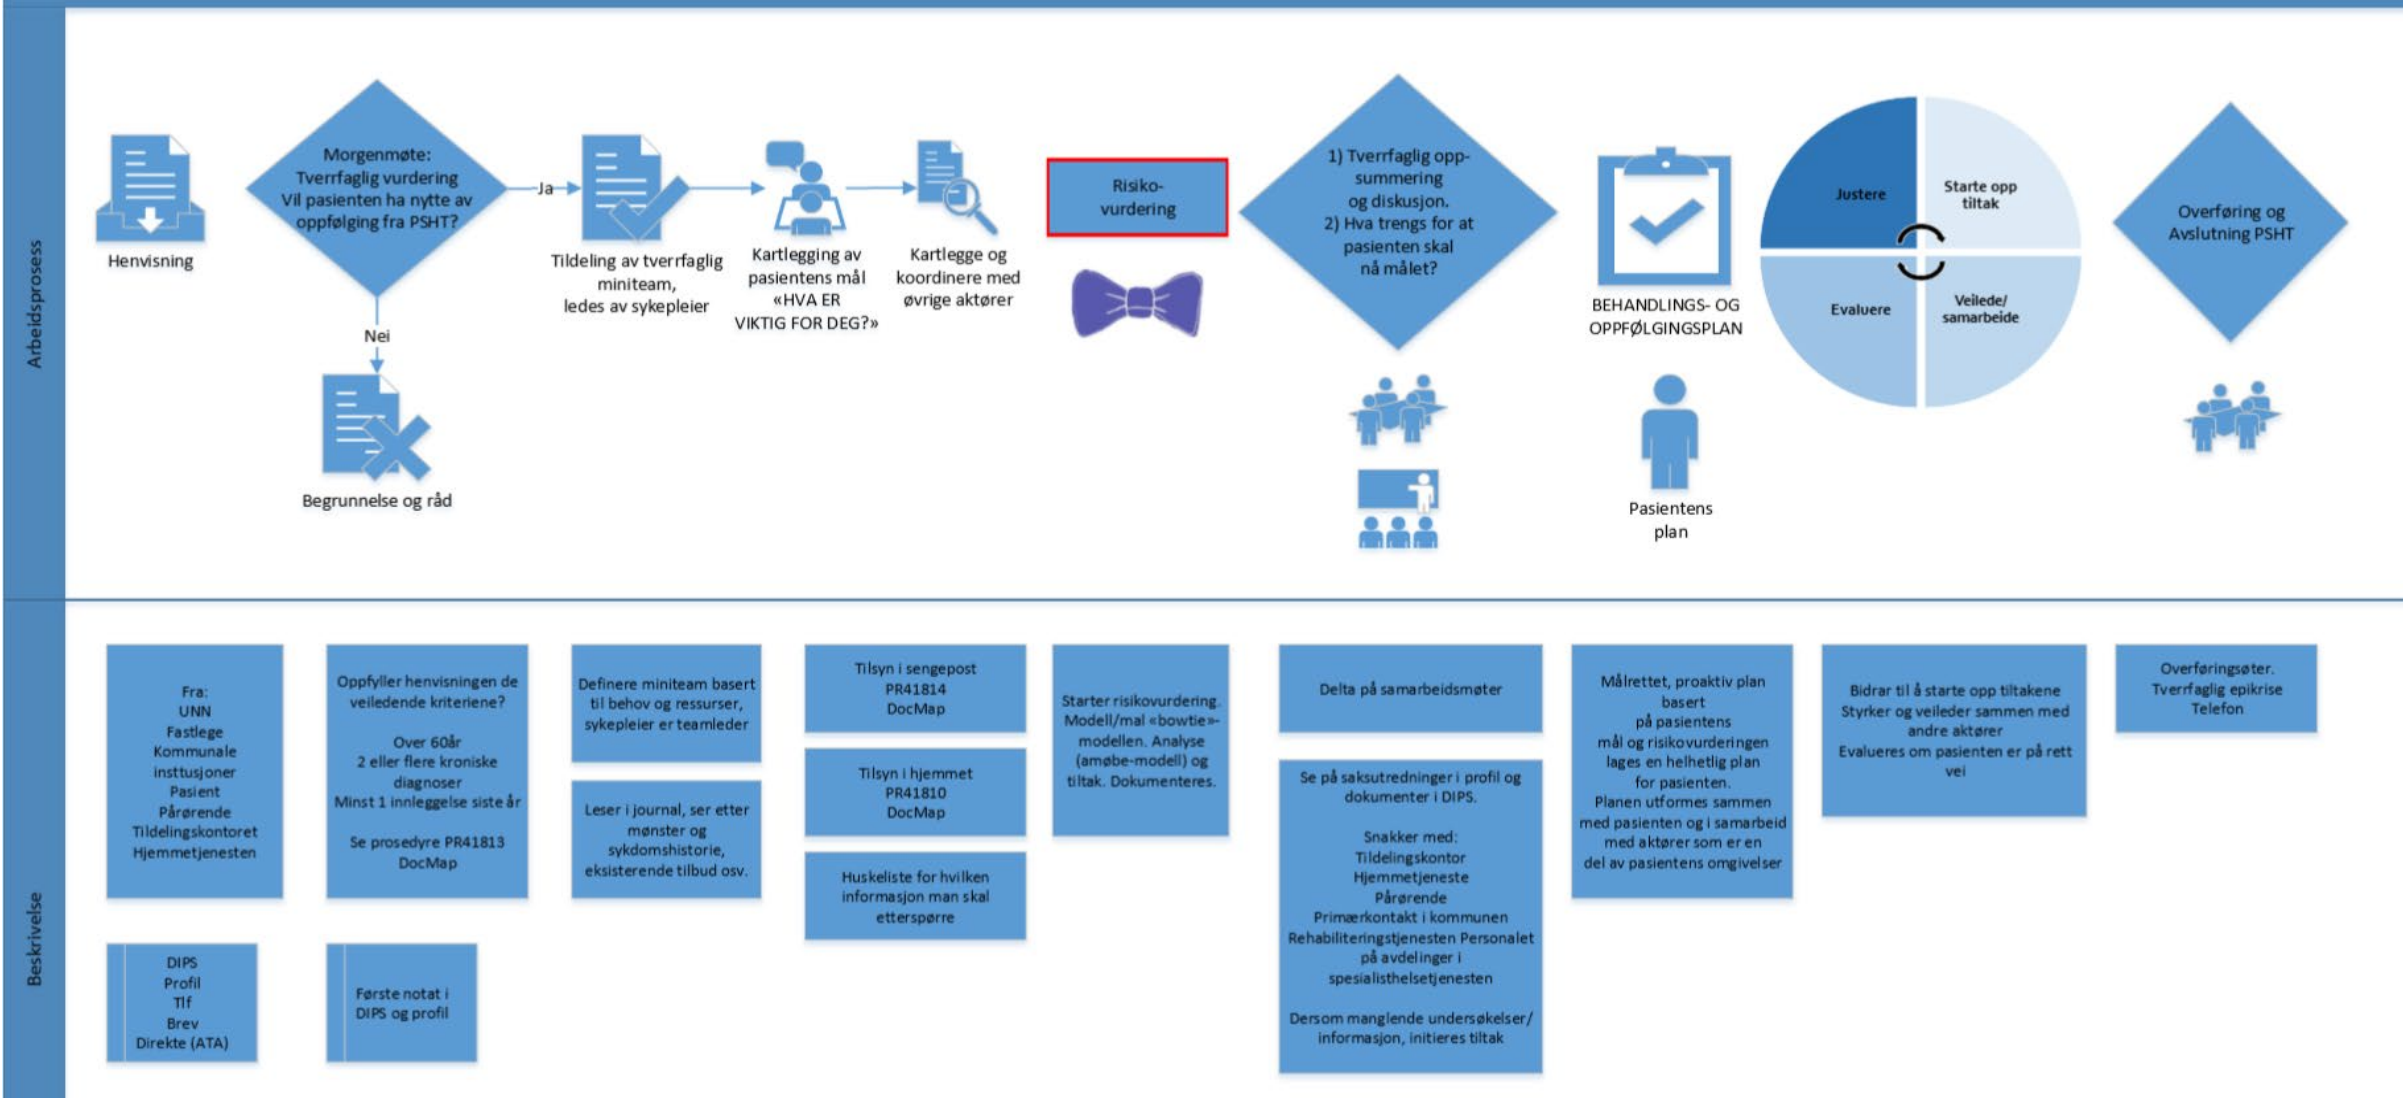 Arbeidsprosess
Henvisning
Morgenmøte:
Tverrfaglig vurdering
Vil pasienten ha nytte av
oppfølging fra PSHT?
Ja
Nei
Begrunnelse og råd
Tildeling av tverrfaglig
miniteam,
ledes av sykepleier
Kartlegging av
pasientens mål
«HVA ER
VIKTIG FOR DEG?»
Kartlegge og
koordinere med
øvrige aktører
Risiko-
vurdering
1) Tverrfaglig opp-
summering
og diskusjon.
2) Hva trengs for at
pasienten skal
nå målet?
BEHANDLINGS- OG
OPPFØLGINGSPLAN
Pasientens
plan
Justere
Starte opp
tiltak
Evaluere
Veilede/
samarbeide
Overføring og
Avslutning PSHT
Beskrivelse
Fra:
UNN
Fastlege
Kommunale
insttusjoner
Pasient
Pårørende
Tildelingskontoret
Hjemmetjenesten
DIPS
Profil
Tlf
Brev
Direkte (ATA)
Oppfyller henvisningen de
veiledende kriteriene?
Over 60år
2 eller flere kroniske
diagnoser
Minst 1 innleggelse siste år
Se prosedyre PR41813
DocMap
Første notat i
DIPS og profil
Definere miniteam basert
til behov og ressurser,
sykepleier er teamleder
Leser i journal, ser etter
mønster og
sykdomshistorie,
eksisterende tilbud osv.
Tilsyn i sengepost
PR41814
DocMap
Tilsyn i hjemmet
PR41810
DocMap
Huskeliste for hvilken
informasjon man skal
etterspørre
Starter risikovurdering.
Modell/mal «bowtie»-
modellen. Analyse
(amøbe-modell) og
tiltak. Dokumenteres.
Delta på samarbeidsmøter
Se på saksutredninger i profil og
dokumenter i DIPS.
Snakker med:
Tildelingskontor
Hjemmetjeneste
Pårørende
Primærkontakt i kommunen
Rehabiliteringstjenesten Personalet
på avdelinger i
spesialisthelsetjenesten
Dersom manglende undersøkelser/
informasjon, initieres tiltak
Målrettet, proaktiv plan
basert
på pasientens
mål og risikovurderingen
lages en helhetlig plan
for pasienten.
Planen utformes sammen
med pasienten og i samarbeid
med aktører som er en
del av pasientens omgivelser
Bidrar til å starte opp tiltakene
Styrker og veileder sammen med
andre aktører
Evalueres om pasienten er på rett
vei
Overføringsøter.
Tverrfaglig epikrise
Telefon